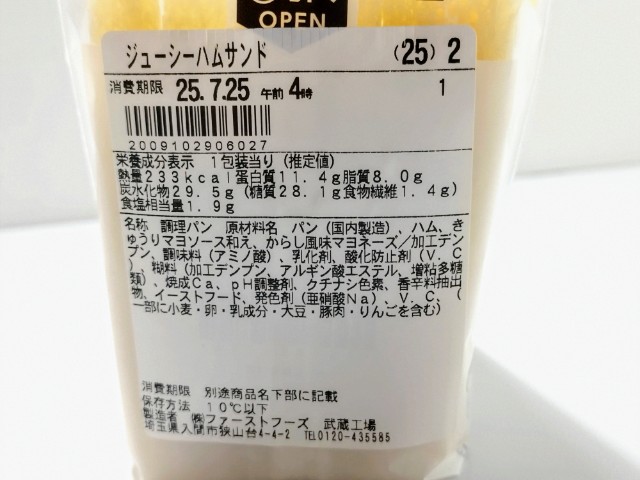 OPEN
ジューシーハムサンド (25) 2
消費期限 25.7.25 午前 4時 1
2009102906027
栄養成分表示 1包装当り (推定値)
熱量233kcal蛋白質11.4g脂質8.0g
炭水化物29.5g(糖質28.1g食物繊維1.4g)
食塩相当量1.9g
名称 調理パン 原材料名 パン(国内製造)、ハム、き
ゅうりマヨソース和え、からし風味マヨネーズ/加工デン
プン、調味料(アミノ酸)、乳化剤、酸化防止剤(V.C
)、糊料(加工デンプン、アルギン酸エステル、増粘多糖
類)、焼成Ca、pH調整剤、クチナシ色素、香辛料抽出
物、イーストフード、発色剤(亜硝酸Na)、V.C、(
一部に小麦・卵・乳成分・大豆・豚肉・りんごを含む)
消費期限 別途商品名下部に記載
保存方法 10℃以下
製造者 ㈱ファーストフーズ 武蔵工場
埼玉県入間市狭山台4-4-2 TEL0120-435585